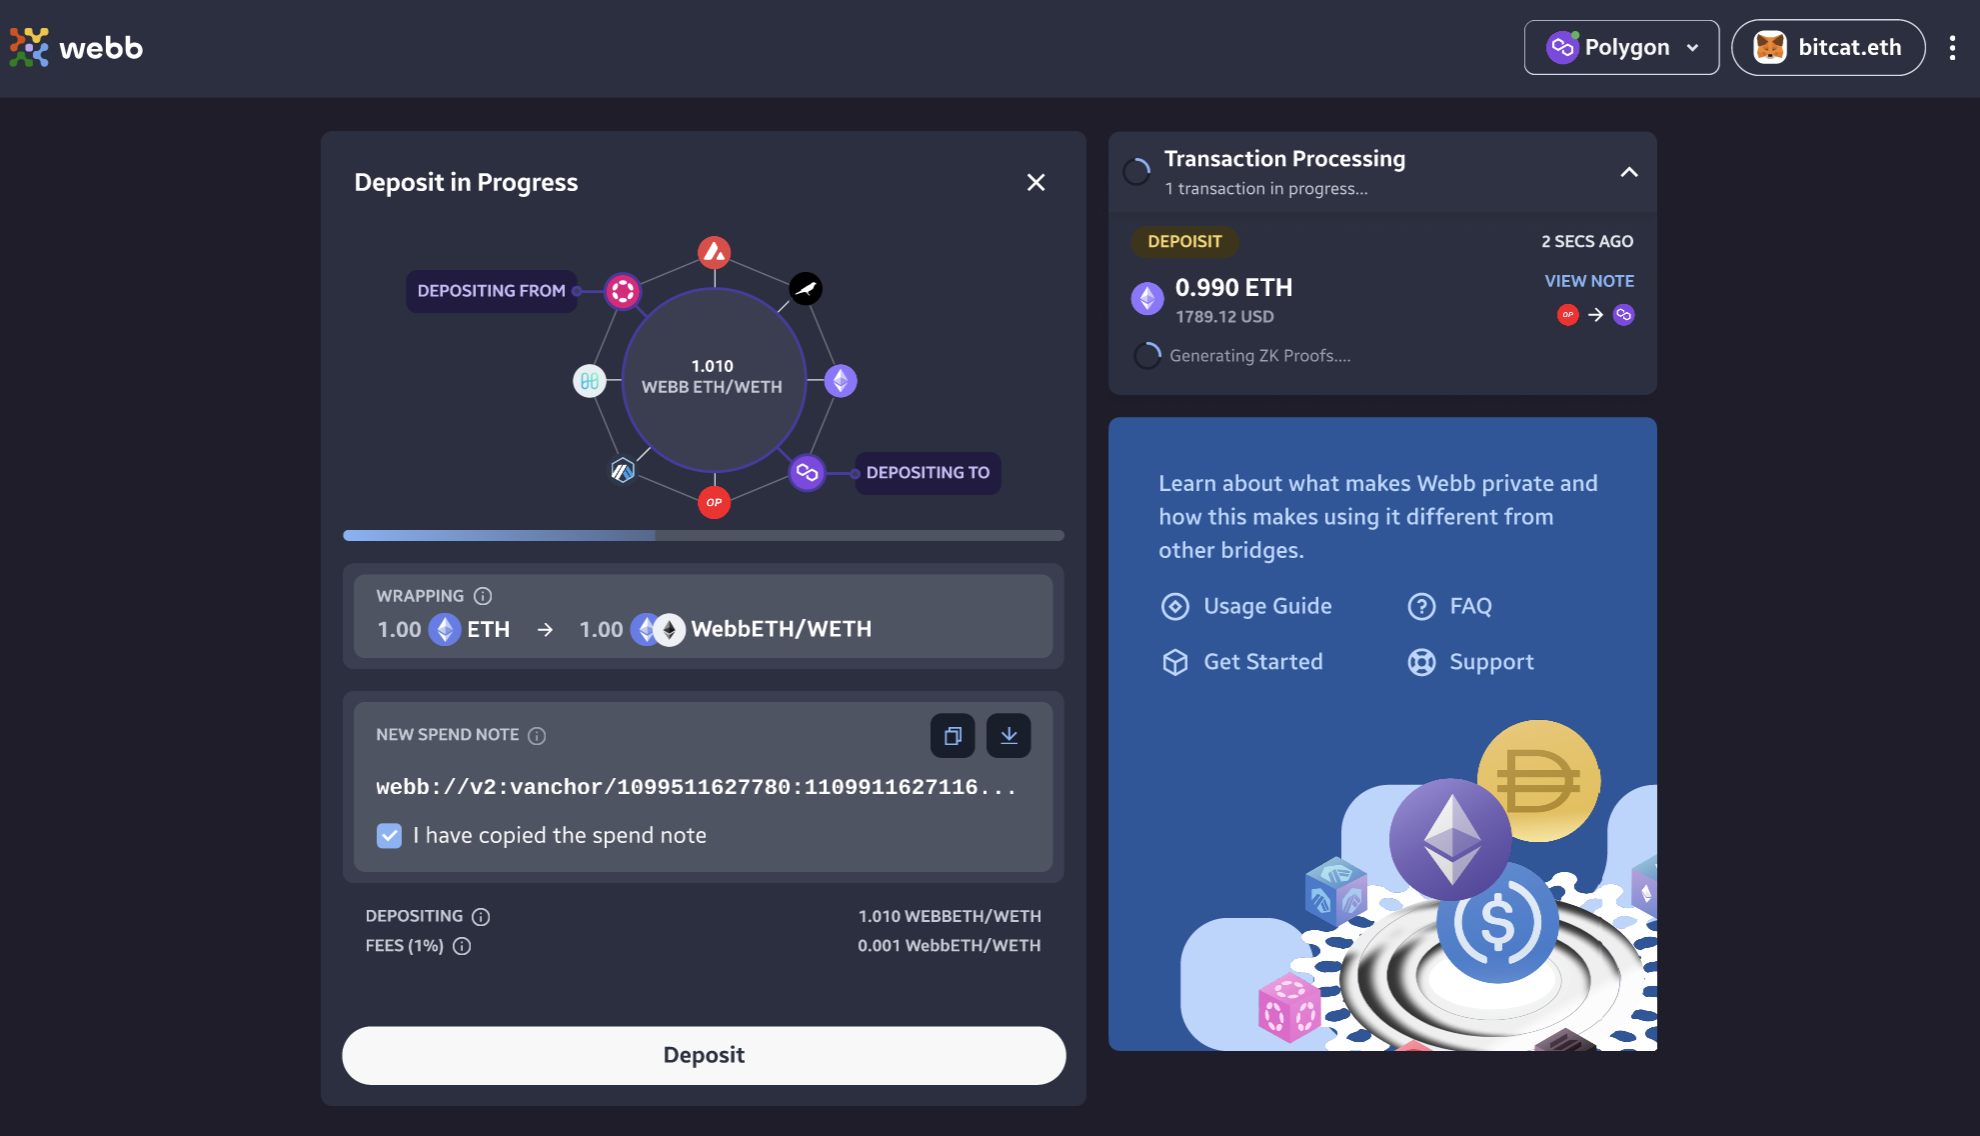 webb
Polygon
bitcat.eth
Deposit in Progress
DEPOSITING FROM
1.010
WEBB ETH/WETH
DEPOSITING TO
OP
WRAPPING
1.00 ETH → 1.00 WebbETH/WETH
NEW SPEND NOTE
webb://v2:vanchor/1099511627780:1109911627116...
I have copied the spend note
DEPOSITING 1.010 WEBBETH/WETH
FEES (1%) 0.001 WebbETH/WETH
Deposit
Transaction Processing
1 transaction in progress...
DEPOISIT 2 SECS AGO
0.990 ETH VIEW NOTE
1789.12 USD OP →
Generating ZK Proofs....
Learn about what makes Webb private and
how this makes using it different from
other bridges.
Usage Guide FAQ
Get Started Support